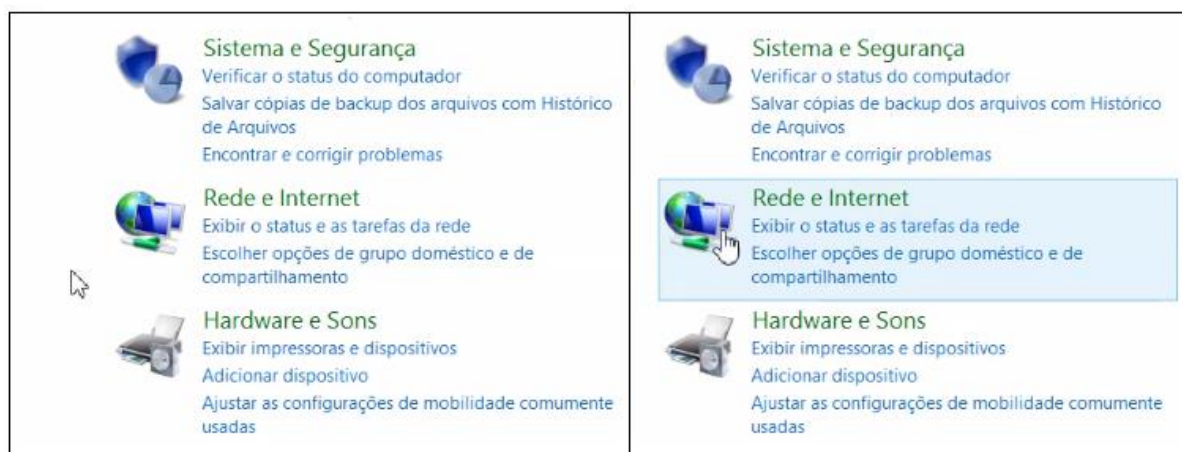 Sistema e Segurança
Verificar o status do computador
Salvar cópias de backup dos arquivos com Histórico
de Arquivos
Encontrar e corrigir problemas
Rede e Internet
Exibir o status e as tarefas da rede
Escolher opções de grupo doméstico e de
compartilhamento
Hardware e Sons
Exibir impressoras e dispositivos
Adicionar dispositivo
Ajustar as configurações de mobilidade comumente
usadas
Sistema e Segurança
Verificar o status do computador
Salvar cópias de backup dos arquivos com Histórico
de Arquivos
Encontrar e corrigir problemas
Rede e Internet
Exibir o status e as tarefas da rede
Escolher opções de grupo doméstico e de
compartilhamento
Hardware e Sons
Exibir impressoras e dispositivos
Adicionar dispositivo
Ajustar as configurações de mobilidade comumente
usadas